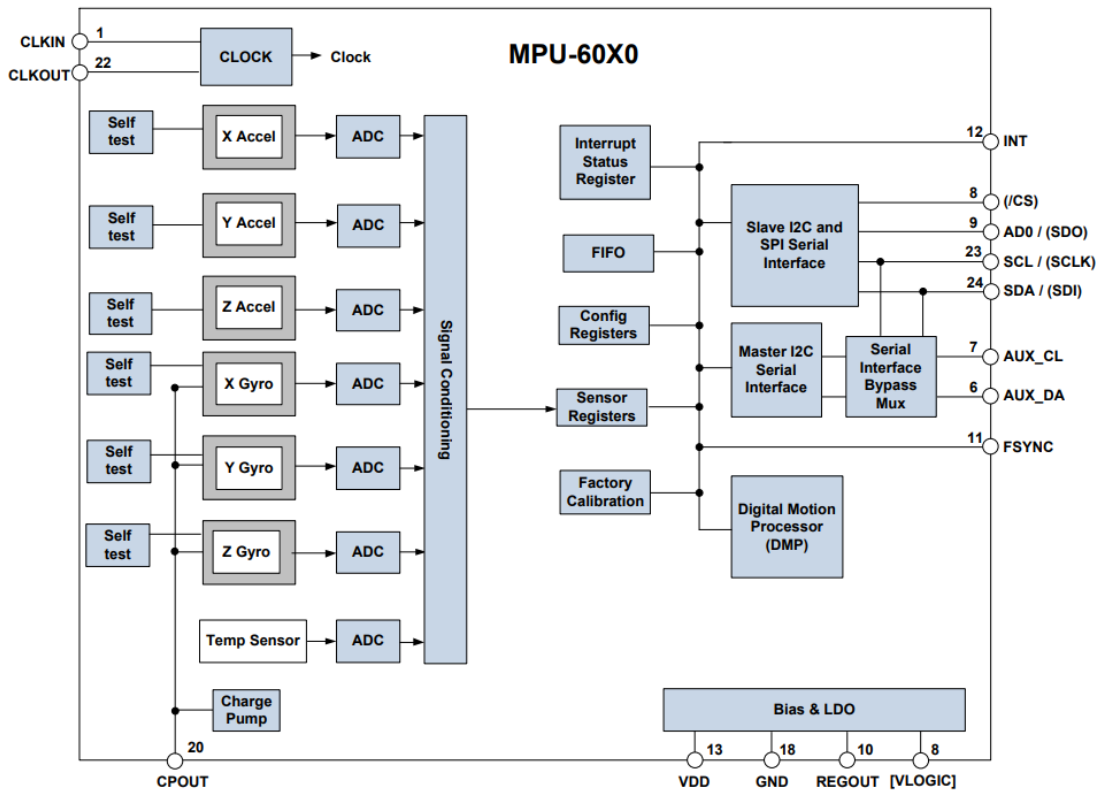 MPU-60X0
CLKIN
1
CLKOUT
22
CLOCK
Clock
Self
test
X Accel
ADC
Self
test
Y Accel
ADC
Self
test
Z Accel
ADC
Self
test
X Gyro
ADC
Self
test
Y Gyro
ADC
Self
test
Z Gyro
ADC
Temp Sensor
ADC
Charge
Pump
20
CPOUT
Signal Conditioning
Interrupt
Status
Register
FIFO
Config
Registers
Sensor
Registers
Factory
Calibration
Slave I2C and
SPI Serial
Interface
Master I2C
Serial
Interface
Serial
Interface
Bypass
Mux
Digital Motion
Processor
(DMP)
12
INT
8
(/CS)
9
AD0 / (SDO)
23
SCL / (SCLK)
24
SDA / (SDI)
7
AUX_CL
6
AUX_DA
11
FSYNC
Bias & LDO
13
VDD
18
GND
10
REGOUT
8
[VLOGIC]